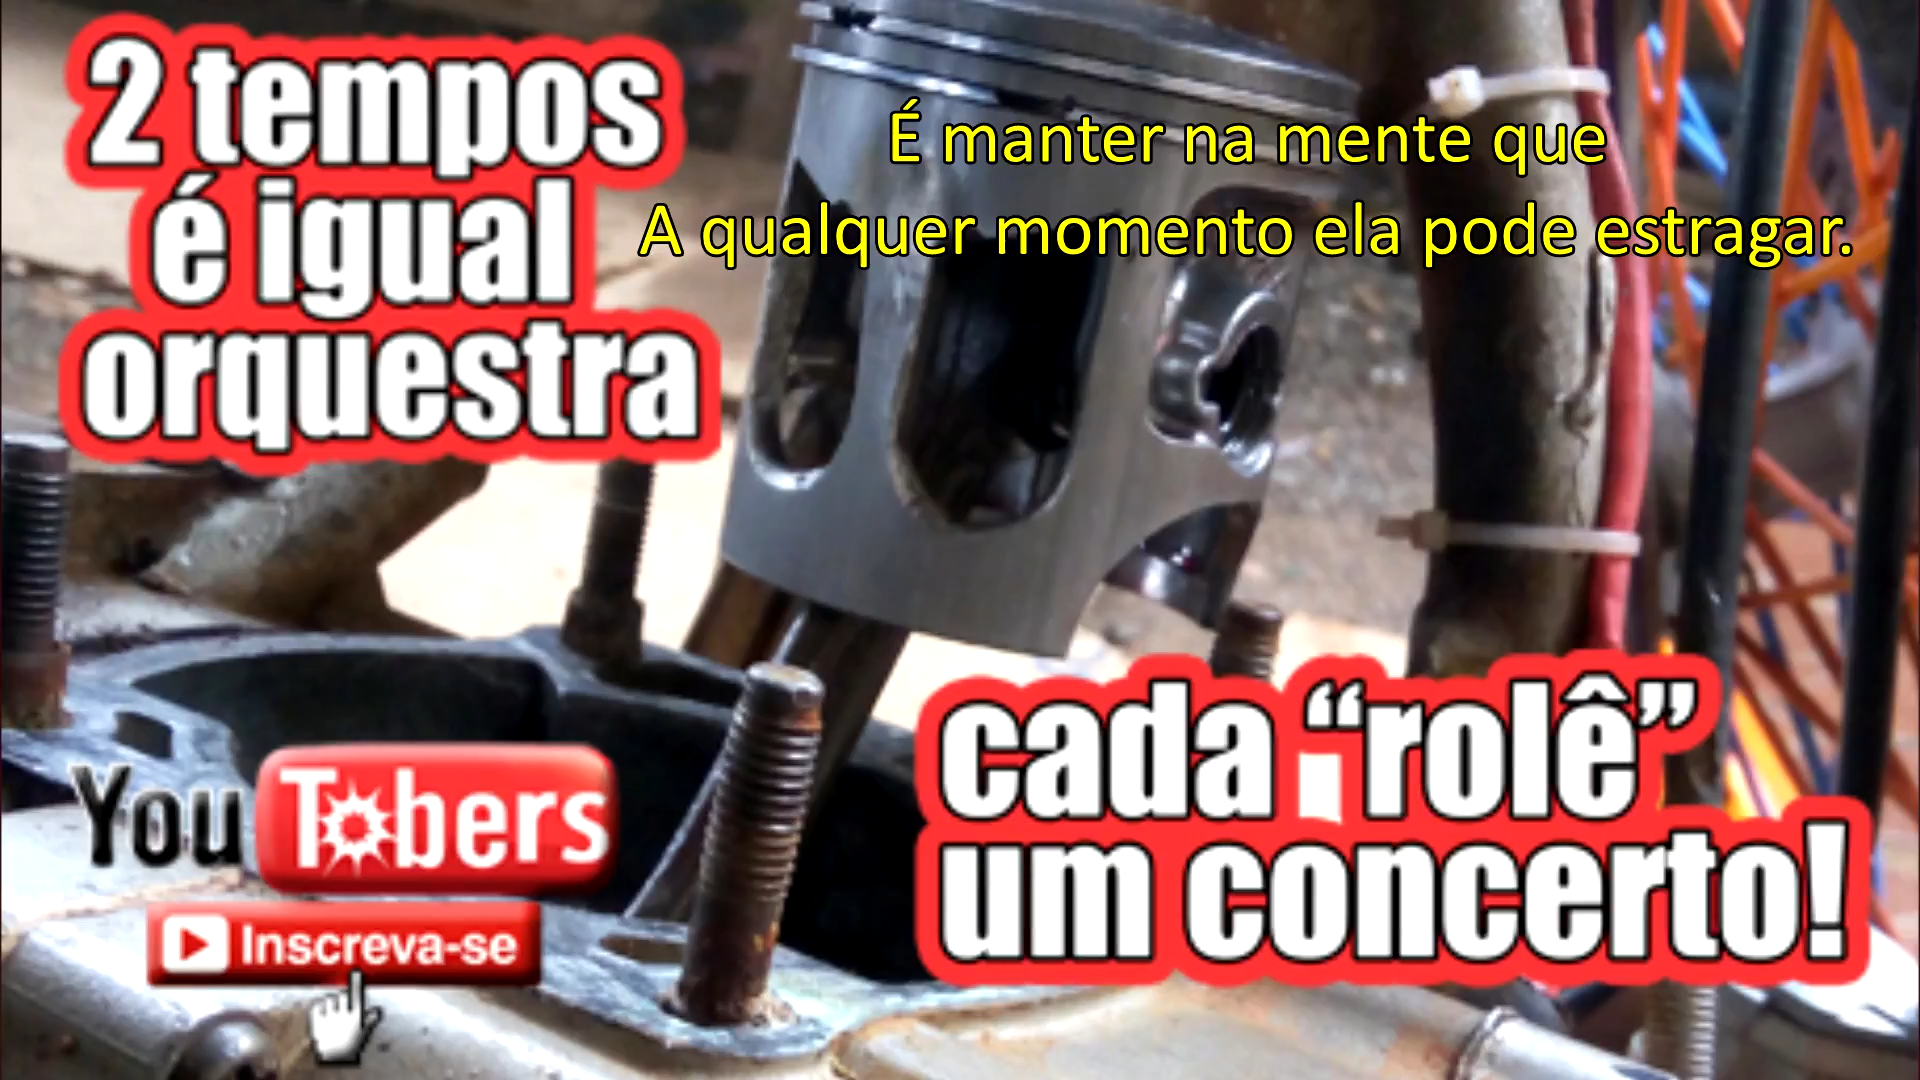 2 tempos
é igual
orquestra
É manter na mente que
A qualquer momento ela pode estragar.
cada “rolê”
um concerto!
YouTobers
Inscreva-se